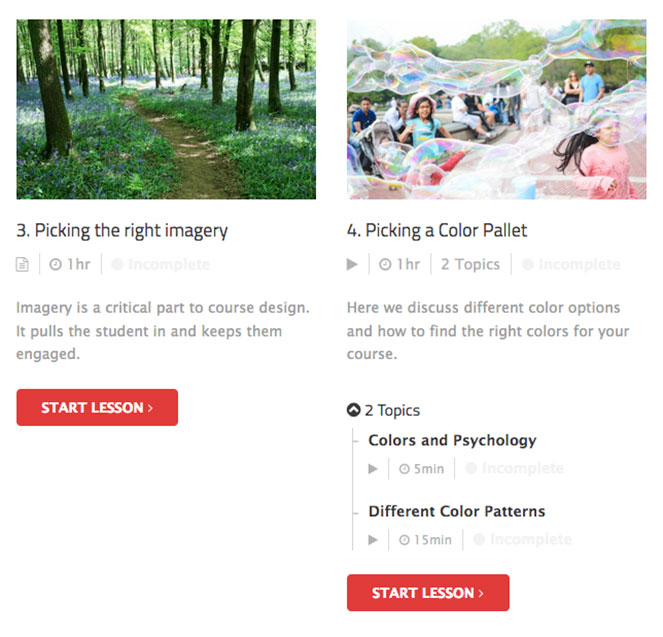 3. Picking the right imagery
1hr Incomplete
Imagery is a critical part to course design.
It pulls the student in and keeps them
engaged.
START LESSON >
4. Picking a Color Pallet
1hr 2 Topics Incomplete
Here we discuss different color options
and how to find the right colors for your
course.
2 Topics
Colors and Psychology
5min Incomplete
Different Color Patterns
15min Incomplete
START LESSON >